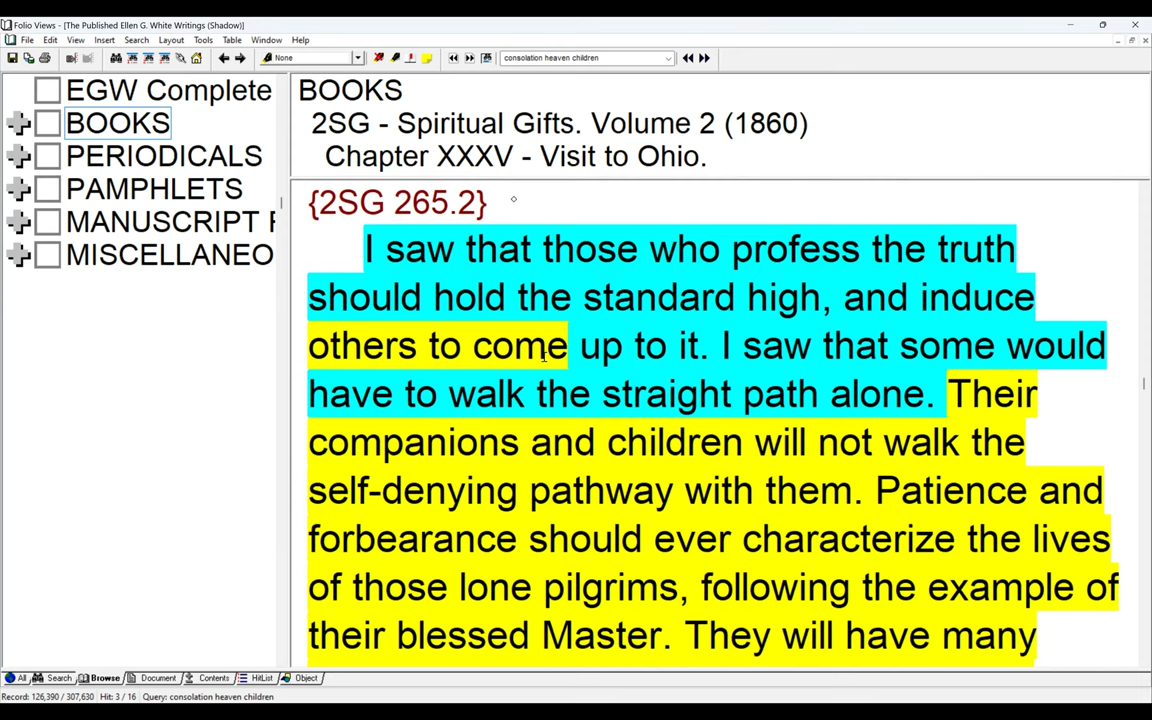 Folio Views - [The Published Ellen G. White Writings (Shadow)]
File Edit View Insert Search Layout Tools Table Window Help
None
consolation heaven children
EGW Complete
BOOKS
PERIODICALS
PAMPHLETS
MANUSCRIPT
MISCELLANEO
BOOKS
2SG - Spiritual Gifts. Volume 2 (1860)
Chapter XXXV - Visit to Ohio.
{2SG 265.2}
I saw that those who profess the truth
should hold the standard high, and induce
others to come up to it. I saw that some would
have to walk the straight path alone. Their
companions and children will not walk the
self-denying pathway with them. Patience and
forbearance should ever characterize the lives
of those lone pilgrims, following the example of
their blessed Master. They will have many
All Search Browse Document Contents HitList Object
Record: 126,390 / 307,630 Hit: 3 / 16 Query: consolation heaven children